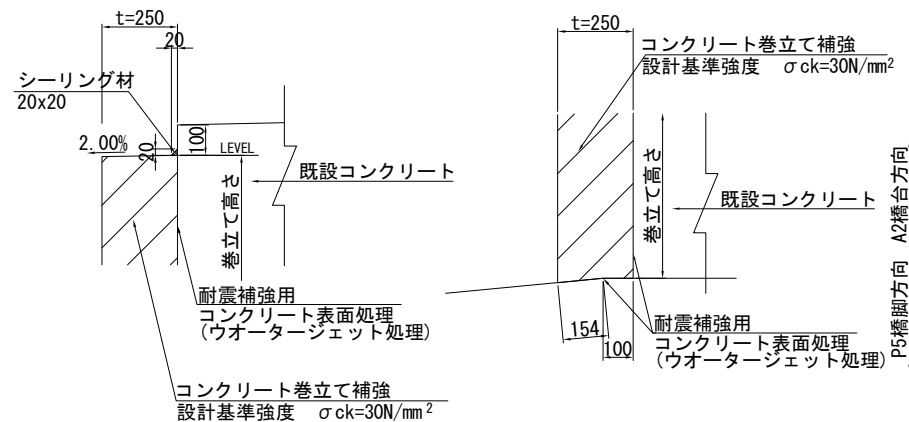 t=250
20
シーリング材
20x20
2.00%
20
100
LEVEL
巻立て高さ
既設コンクリート
耐震補強用
コンクリート表面処理
(ウオータージェット処理)
コンクリート巻立て補強
設計基準強度 σck=30N/mm²
t=250
コンクリート巻立て補強
設計基準強度 σck=30N/mm²
巻立て高さ
既設コンクリート
154
100
耐震補強用
コンクリート表面処理
(ウオータージェット処理)
P5橋脚方向 A2橋台方向